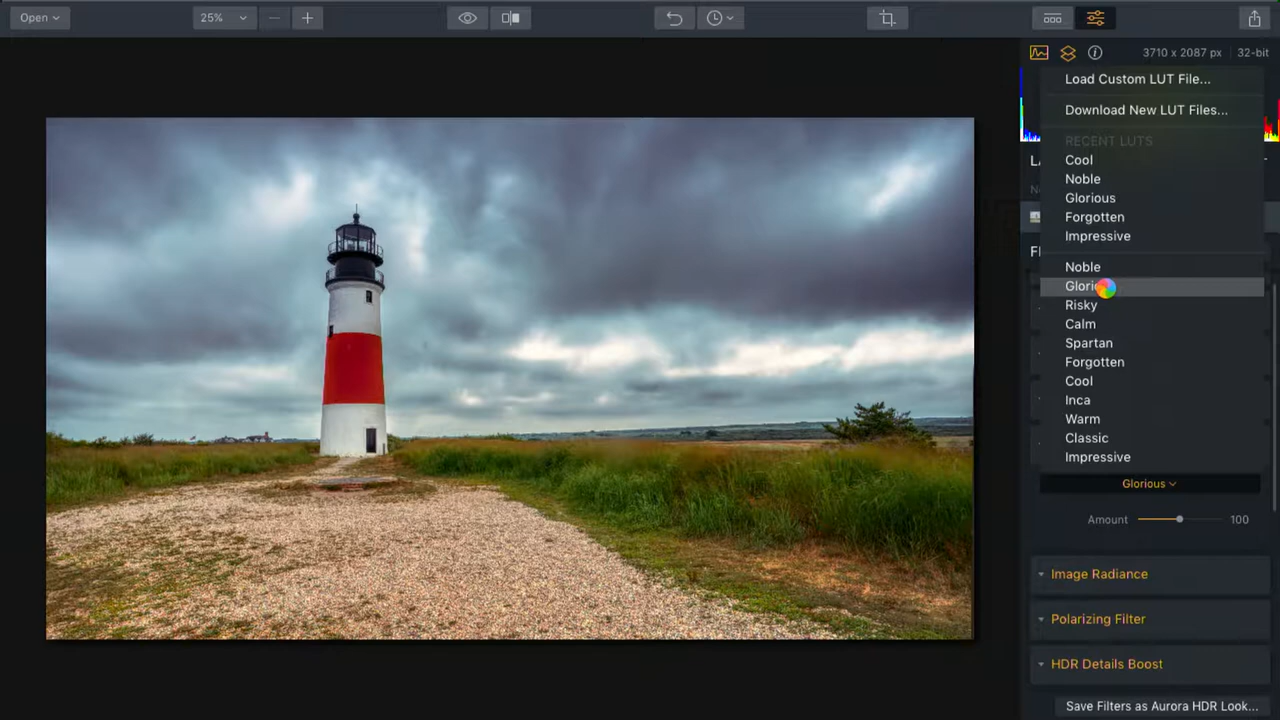 Open
25%
3710 x 2087 px
32-bit
Load Custom LUT File...
Download New LUT Files...
RECENT LUTS
Cool
Noble
Glorious
Forgotten
Impressive
Noble
Glori
Risky
Calm
Spartan
Forgotten
Cool
Inca
Warm
Classic
Impressive
Glorious
Amount
100
Image Radiance
Polarizing Filter
HDR Details Boost
Save Filters as Aurora HDR Look...